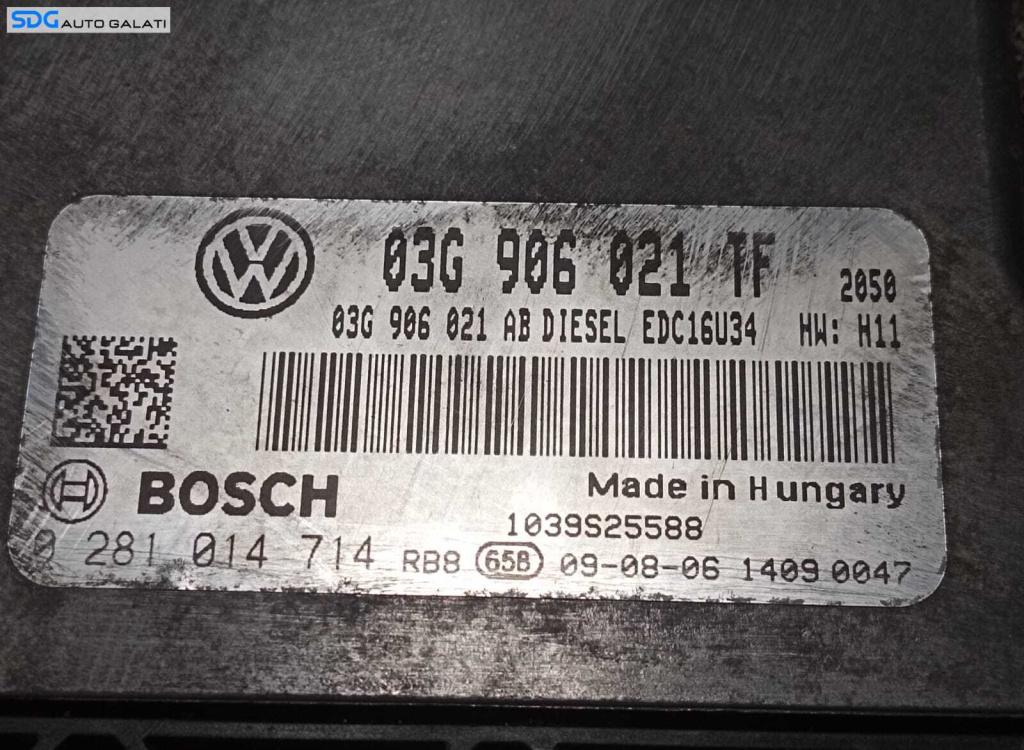 SDG AUTO GALATI
03G 906 021 TF 2050
03G 906 021 AB DIESEL EDC16U34 HW: H11
BOSCH Made in Hungary
1039S25588
0 281 014 714 RB8 65B 09-08-06 1409 0047